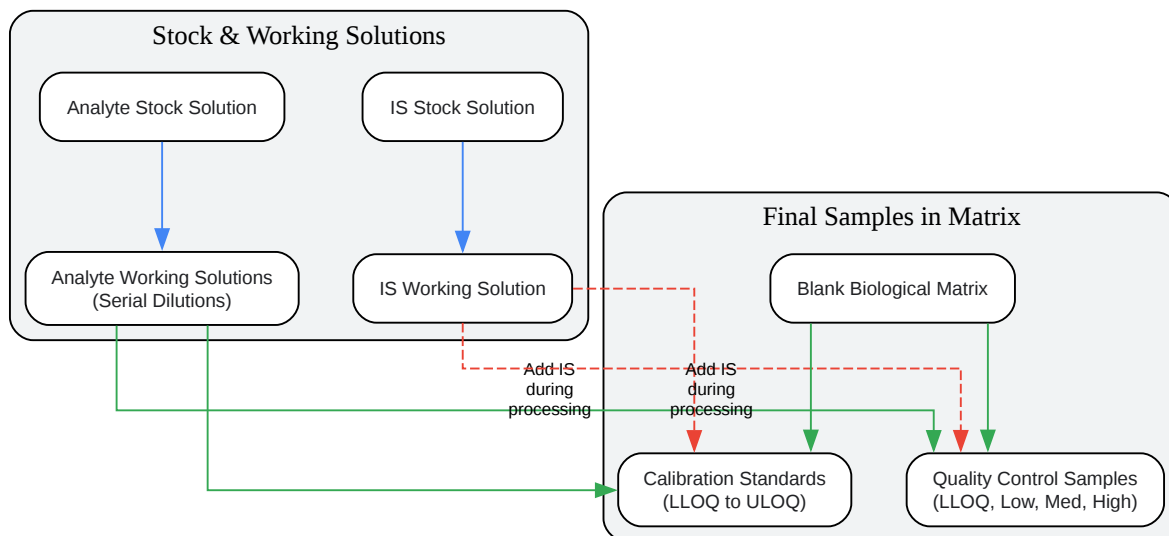 Stock & Working Solutions
Analyte Stock Solution
IS Stock Solution
Analyte Working Solutions
(Serial Dilutions)
IS Working Solution
Final Samples in Matrix
Blank Biological Matrix
Add IS
during
processing
Add IS
during
processing
Calibration Standards
(LLOQ to ULOQ)
Quality Control Samples
(LLOQ, Low, Med, High)